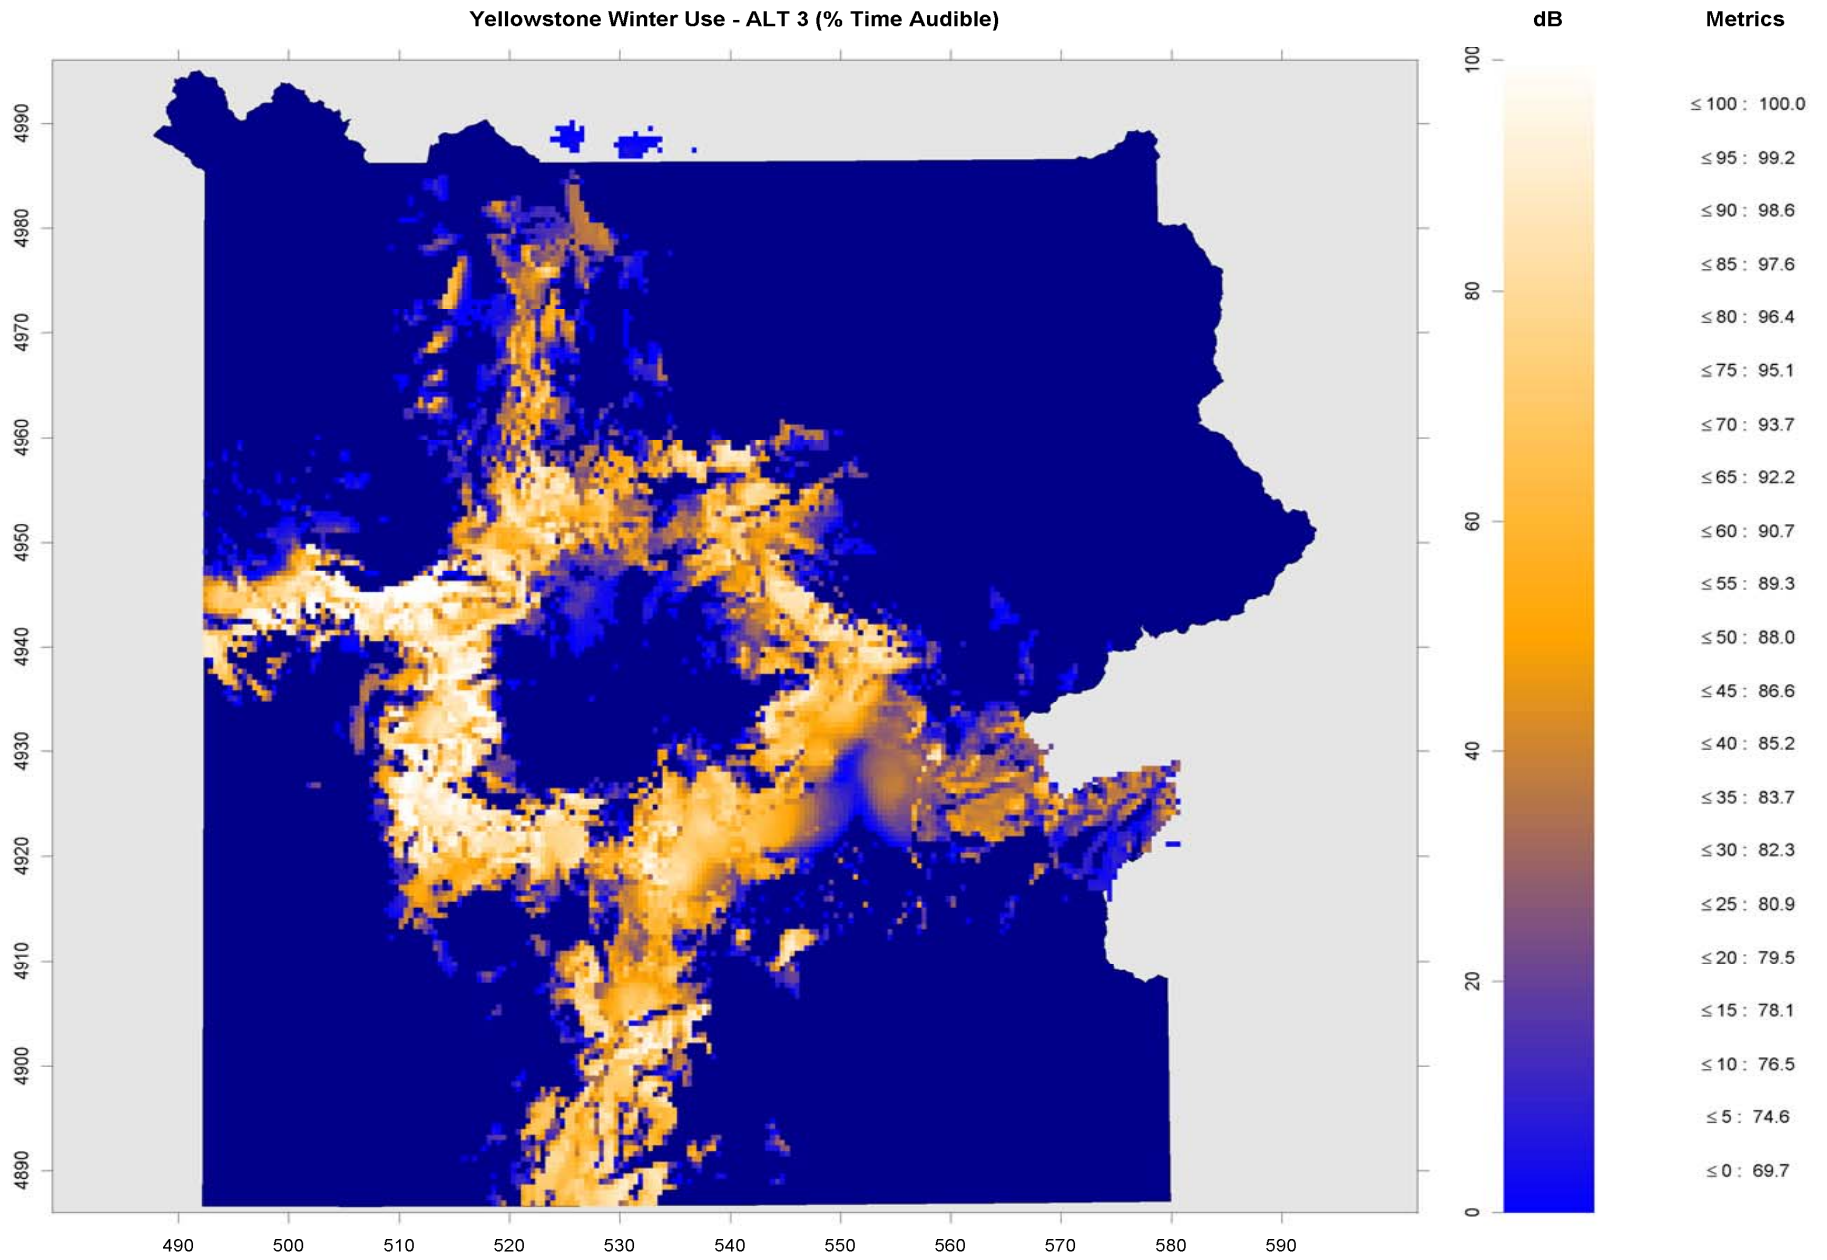 Yellowstone Winter Use - ALT 3 (% Time Audible)
dB
Metrics
4990
4980
4970
4960
4950
4940
4930
4920
4910
4900
4890
490 500 510 520 530 540 550 560 570 580 590
100
80
60
40
20
0
≤ 100 : 100.0
≤ 95 : 99.2
≤ 90 : 98.6
≤ 85 : 97.6
≤ 80 : 96.4
≤ 75 : 95.1
≤ 70 : 93.7
≤ 65 : 92.2
≤ 60 : 90.7
≤ 55 : 89.3
≤ 50 : 88.0
≤ 45 : 86.6
≤ 40 : 85.2
≤ 35 : 83.7
≤ 30 : 82.3
≤ 25 : 80.9
≤ 20 : 79.5
≤ 15 : 78.1
≤ 10 : 76.5
≤ 5 : 74.6
≤ 0 : 69.7